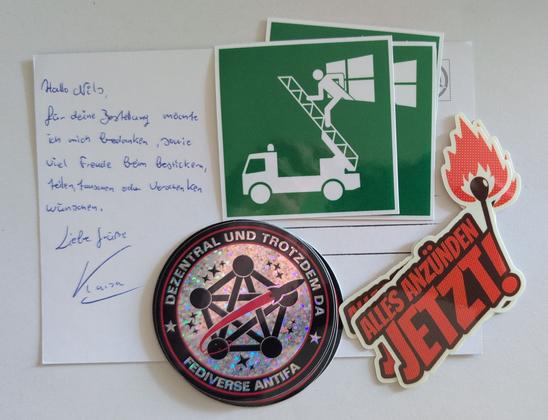 Hallo Nils,
für deine Bestellung möchte
ich mich bedanken, sowie
viel Freude beim Bestickern,
teilen, tauschen oder Verschenken
wünschen.
Liebe Grüße
DEZENTRAL UND TROTZDEM DA
FEDIVERSE ANTIFA
ALLES ANZÜNDEN
JETZT!